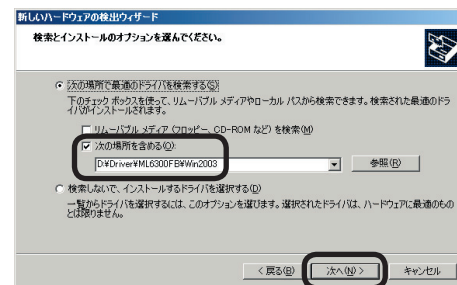 新しいハードウェアの検出ウィザード
検索とインストールのオプションを選んでください。
次の場所で最適のドライバを検索する(S)
下のチェック ボックスを使って、リムーバブル メディアやローカル パスから検索できます。検索された最適のドラ
イバがインストールされます。
リムーバブル メディア (フロッピー、CD-ROM など) を検索(M)
次の場所を含める(O):
D:¥Driver¥ML6300FB¥Win2003
参照(R)
検索しないで、インストールするドライバを選択する(D)
一覧からドライバを選択するには、このオプションを選びます。選択されたドライバは、ハードウェアに最適のもの
とは限りません。
< 戻る(B)
次へ(N) >
キャンセル